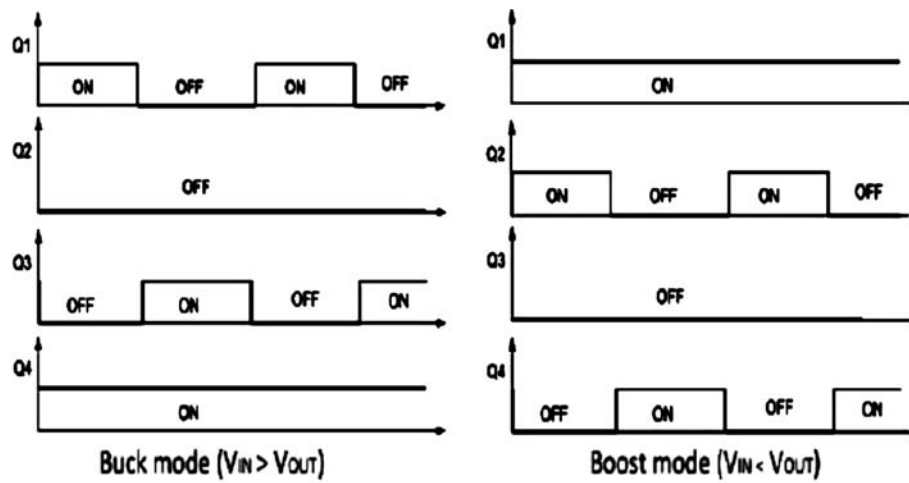 Q1
ON OFF ON OFF
Q2
OFF
Q3
OFF ON OFF ON
Q4
ON
Buck mode (VIN > VOUT)
Q1
ON
Q2
ON OFF ON OFF
Q3
OFF
Q4
OFF ON OFF ON
Boost mode (VIN < VOUT)